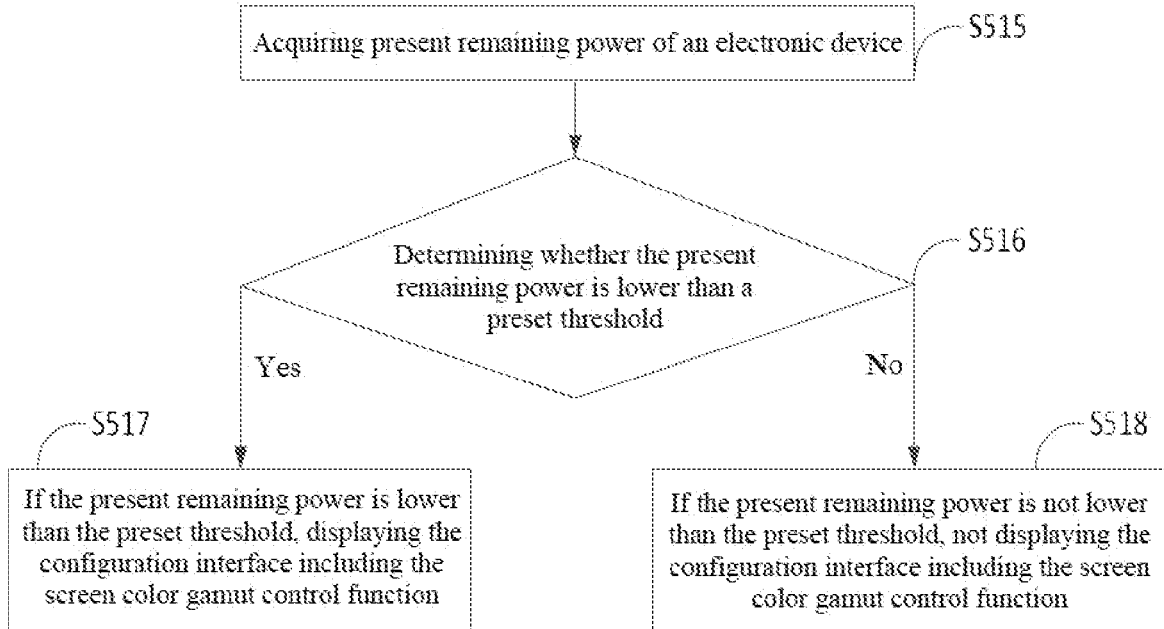 Acquiring present remaining power of an electronic device
S515
Determining whether the present
remaining power is lower than a
preset threshold
S516
Yes
No
S517
S518
If the present remaining power is lower
than the preset threshold, displaying the
configuration interface including the
screen color gamut control function
If the present remaining power is not lower
than the preset threshold, not displaying the
configuration interface including the screen
color gamut control function